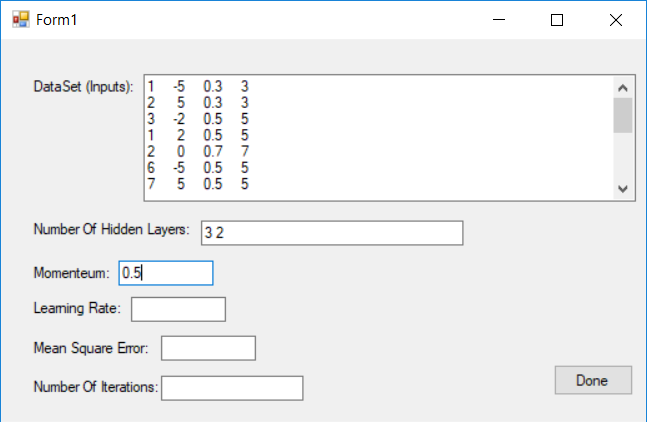 Form1
DataSet (Inputs):
1 -5 0.3 3
2 5 0.3 3
3 -2 0.5 5
1 2 0.5 5
2 0 0.7 7
6 -5 0.5 5
7 5 0.5 5
Number Of Hidden Layers: 3 2
Momenteum: 0.5
Learning Rate:
Mean Square Error:
Number Of Iterations:
Done